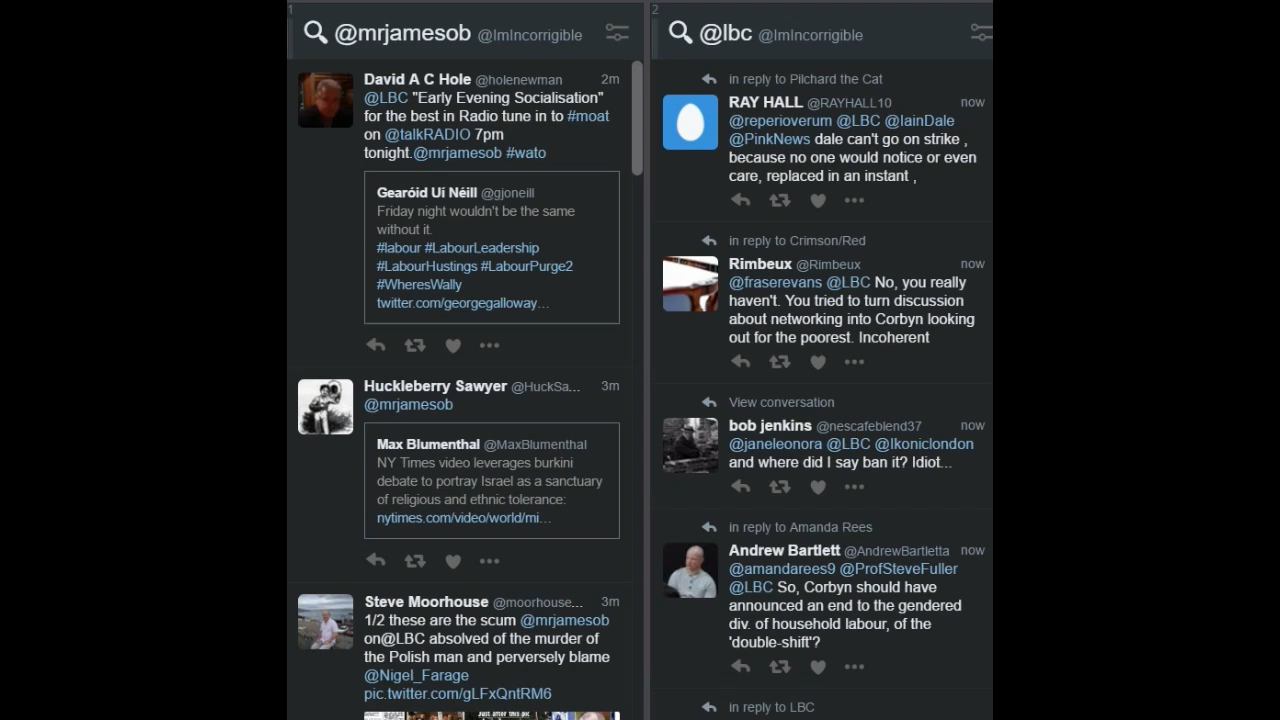 1
@mrjamesob @ImIncorrigible
David A C Hole @holenewman 2m
@LBC "Early Evening Socialisation"
for the best in Radio tune in to #moat
on @talkRADIO 7pm
tonight.@mrjamesob #wato
Gearóid Uí Néill @gjoneill
Friday night wouldn't be the same
without it.
#labour #LabourLeadership
#LabourHustings #LabourPurge2
#WheresWally
twitter.com/georgegalloway…
Huckleberry Sawyer @HuckSa... 3m
@mrjamesob
Max Blumenthal @MaxBlumenthal
NY Times video leverages burkini
debate to portray Israel as a sanctuary
of religious and ethnic tolerance:
nytimes.com/video/world/mi…
Steve Moorhouse @moorhouse... 3m
1/2 these are the scum @mrjamesob
on@LBC absolved of the murder of
the Polish man and perversely blame
@Nigel_Farage
pic.twitter.com/gLFxQntRM6
Just after this pic
2
@lbc @ImIncorrigible
in reply to Pilchard the Cat
RAY HALL @RAYHALL10 now
@reperioverum @LBC @IainDale
@PinkNews dale can't go on strike ,
because no one would notice or even
care, replaced in an instant ,
in reply to Crimson/Red
Rimbeux @Rimbeux now
@fraserevans @LBC No, you really
haven't. You tried to turn discussion
about networking into Corbyn looking
out for the poorest. Incoherent
View conversation
bob jenkins @nescafeblend37 now
@janeleonora @LBC @Ikoniclondon
and where did I say ban it? Idiot...
in reply to Amanda Rees
Andrew Bartlett @AndrewBartletta now
@amandarees9 @ProfSteveFuller
@LBC So, Corbyn should have
announced an end to the gendered
div. of household labour, of the
'double-shift'?
in reply to LBC